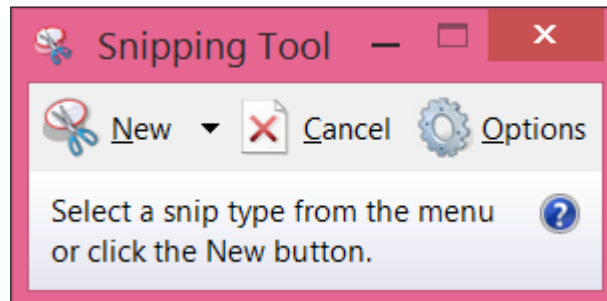 Snipping Tool
New Cancel Options
Select a snip type from the menu
or click the New button.